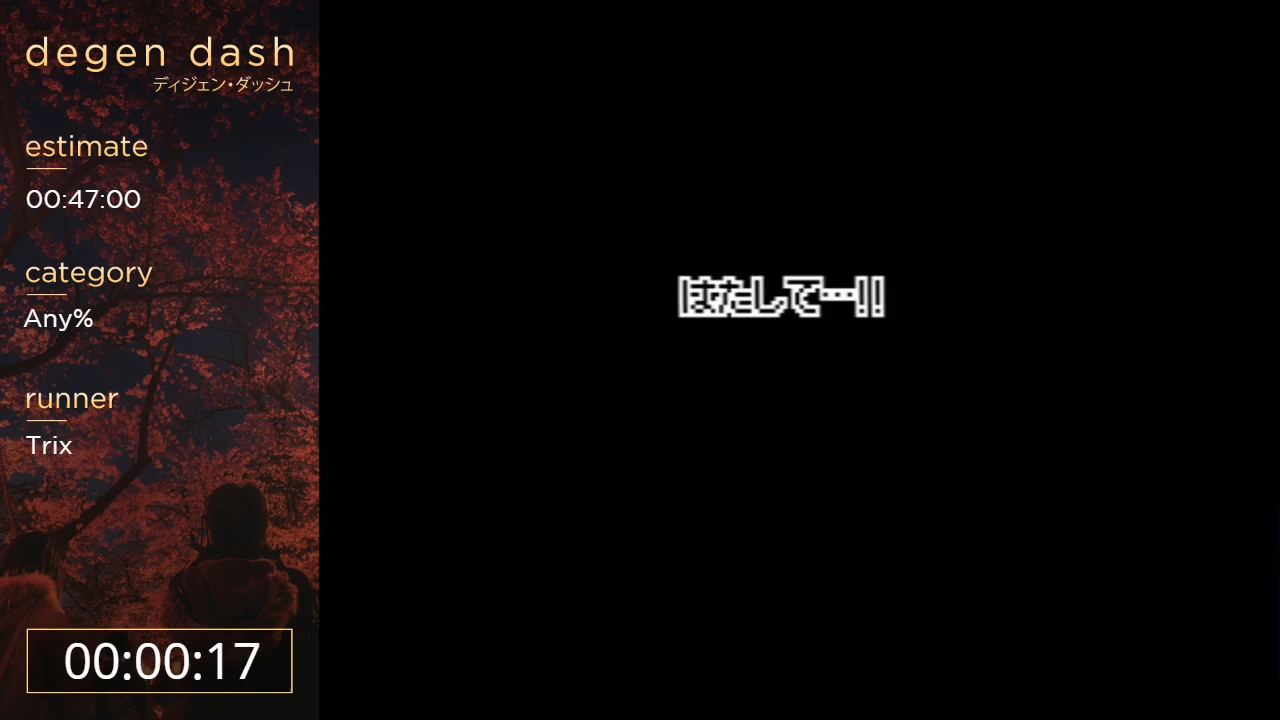 degen dash
ディジェン・ダッシュ
estimate
00:47:00
category
Any%
runner
Trix
00:00:17
はたして…!!